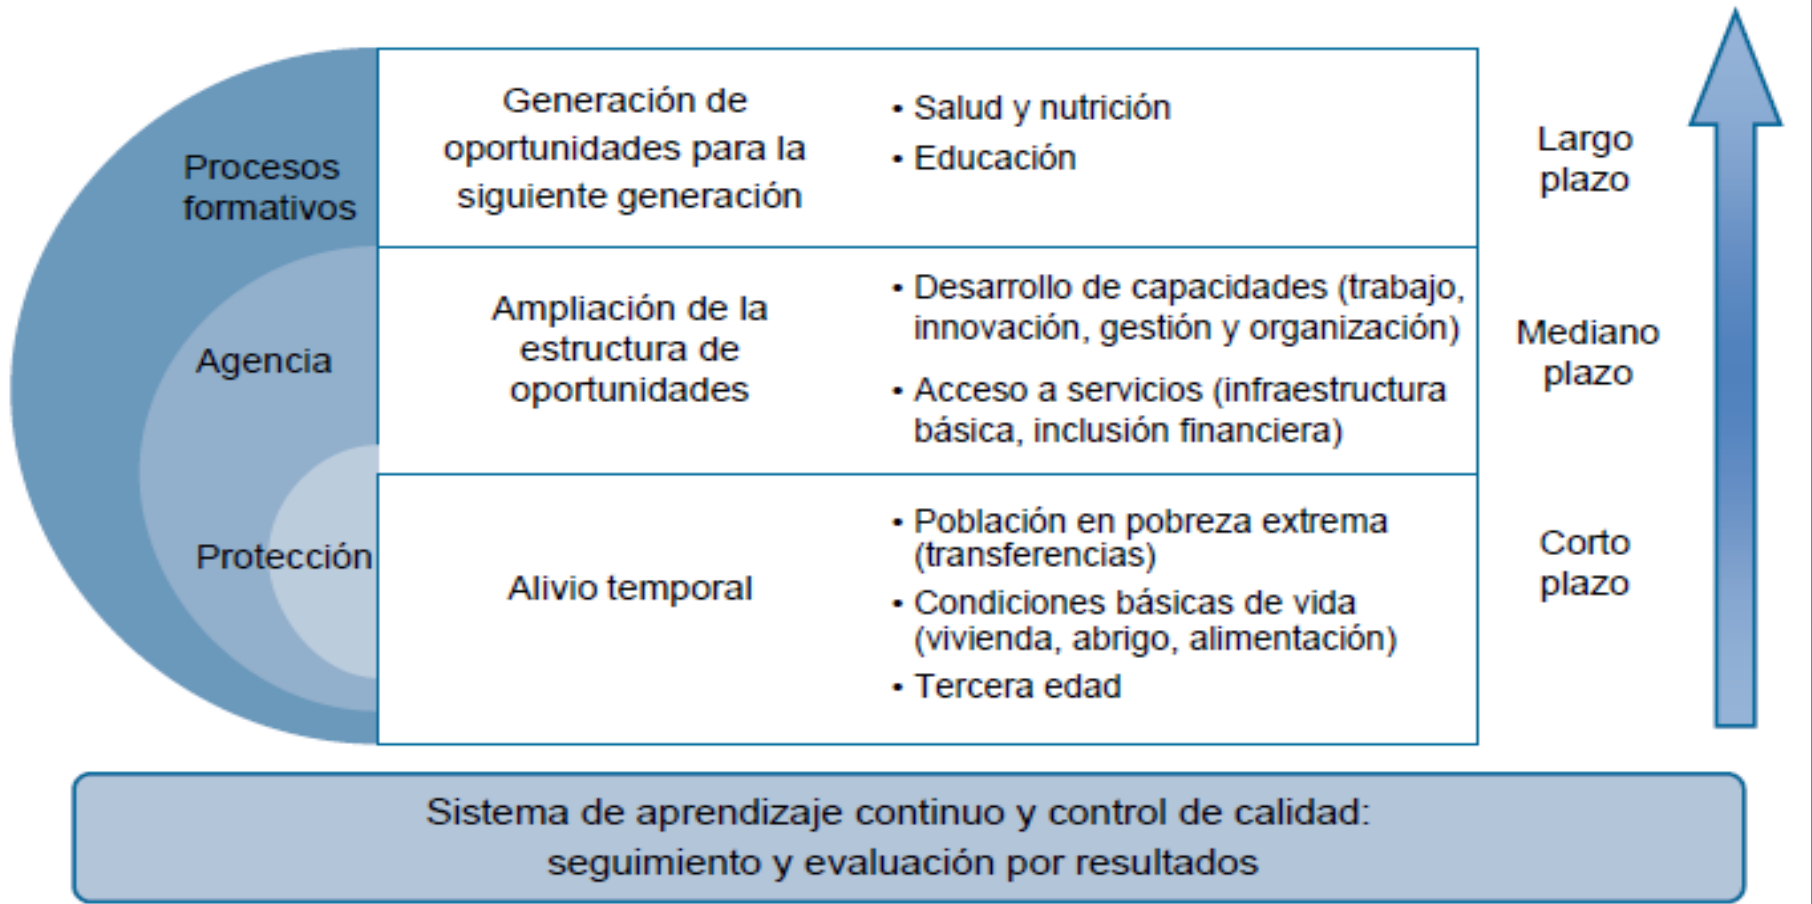 Procesos
formativos
Generación de
oportunidades para la
siguiente generación
• Salud y nutrición
• Educación
Largo
plazo
Agencia
Ampliación de la
estructura de
oportunidades
• Desarrollo de capacidades (trabajo,
innovación, gestión y organización)
• Acceso a servicios (infraestructura
básica, inclusión financiera)
Mediano
plazo
Protección
Alivio temporal
• Población en pobreza extrema
(transferencias)
• Condiciones básicas de vida
(vivienda, abrigo, alimentación)
• Tercera edad
Corto
plazo
Sistema de aprendizaje continuo y control de calidad:
seguimiento y evaluación por resultados